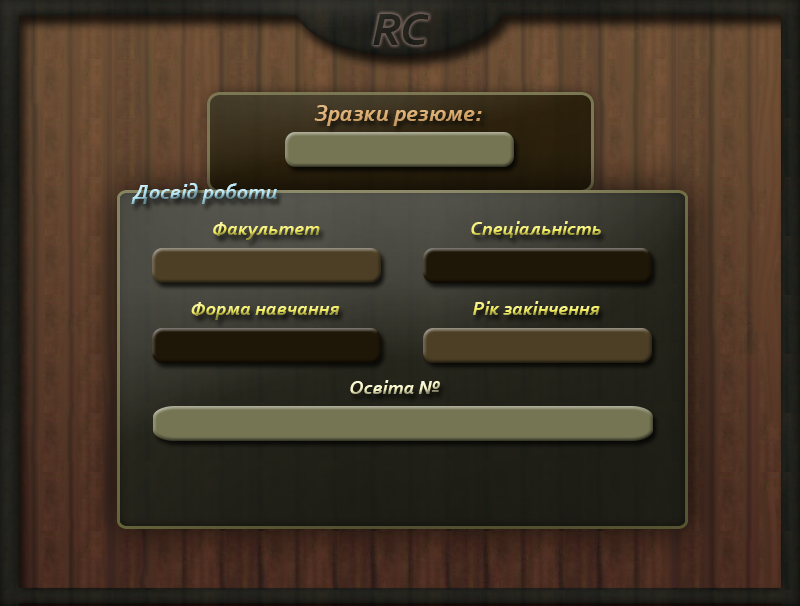 RC
Зразки резюме:
Досвід роботи
Факультет
Спеціальність
Форма навчання
Рік закінчення
Освіта №